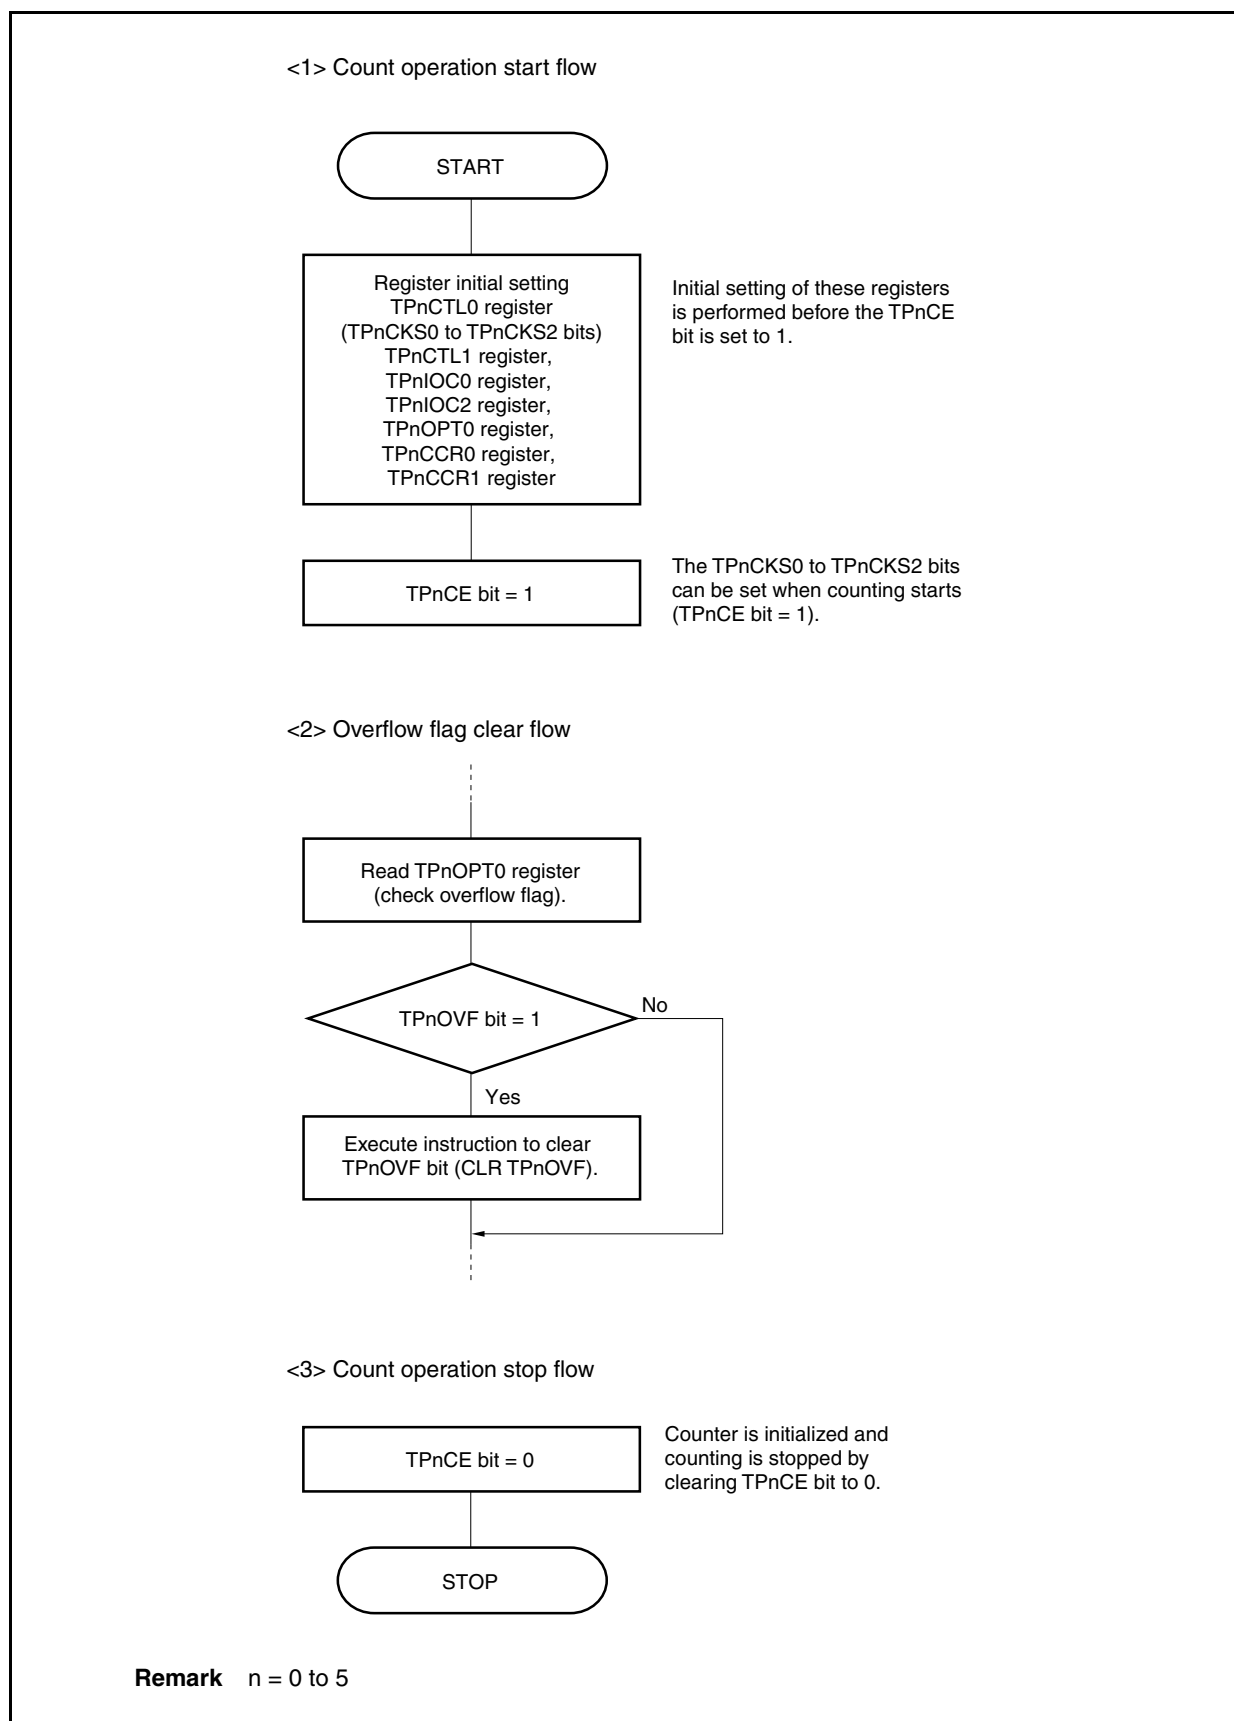 <1> Count operation start flow
START
Register initial setting
TPnCTL0 register
(TPnCKS0 to TPnCKS2 bits)
TPnCTL1 register,
TPnIOC0 register,
TPnIOC2 register,
TPnOPT0 register,
TPnCCR0 register,
TPnCCR1 register
Initial setting of these registers
is performed before the TPnCE
bit is set to 1.
TPnCE bit = 1
The TPnCKS0 to TPnCKS2 bits
can be set when counting starts
(TPnCE bit = 1).
<2> Overflow flag clear flow
Read TPnOPT0 register
(check overflow flag).
TPnOVF bit = 1
No
Yes
Execute instruction to clear
TPnOVF bit (CLR TPnOVF).
<3> Count operation stop flow
TPnCE bit = 0
Counter is initialized and
counting is stopped by
clearing TPnCE bit to 0.
STOP
Remark n = 0 to 5